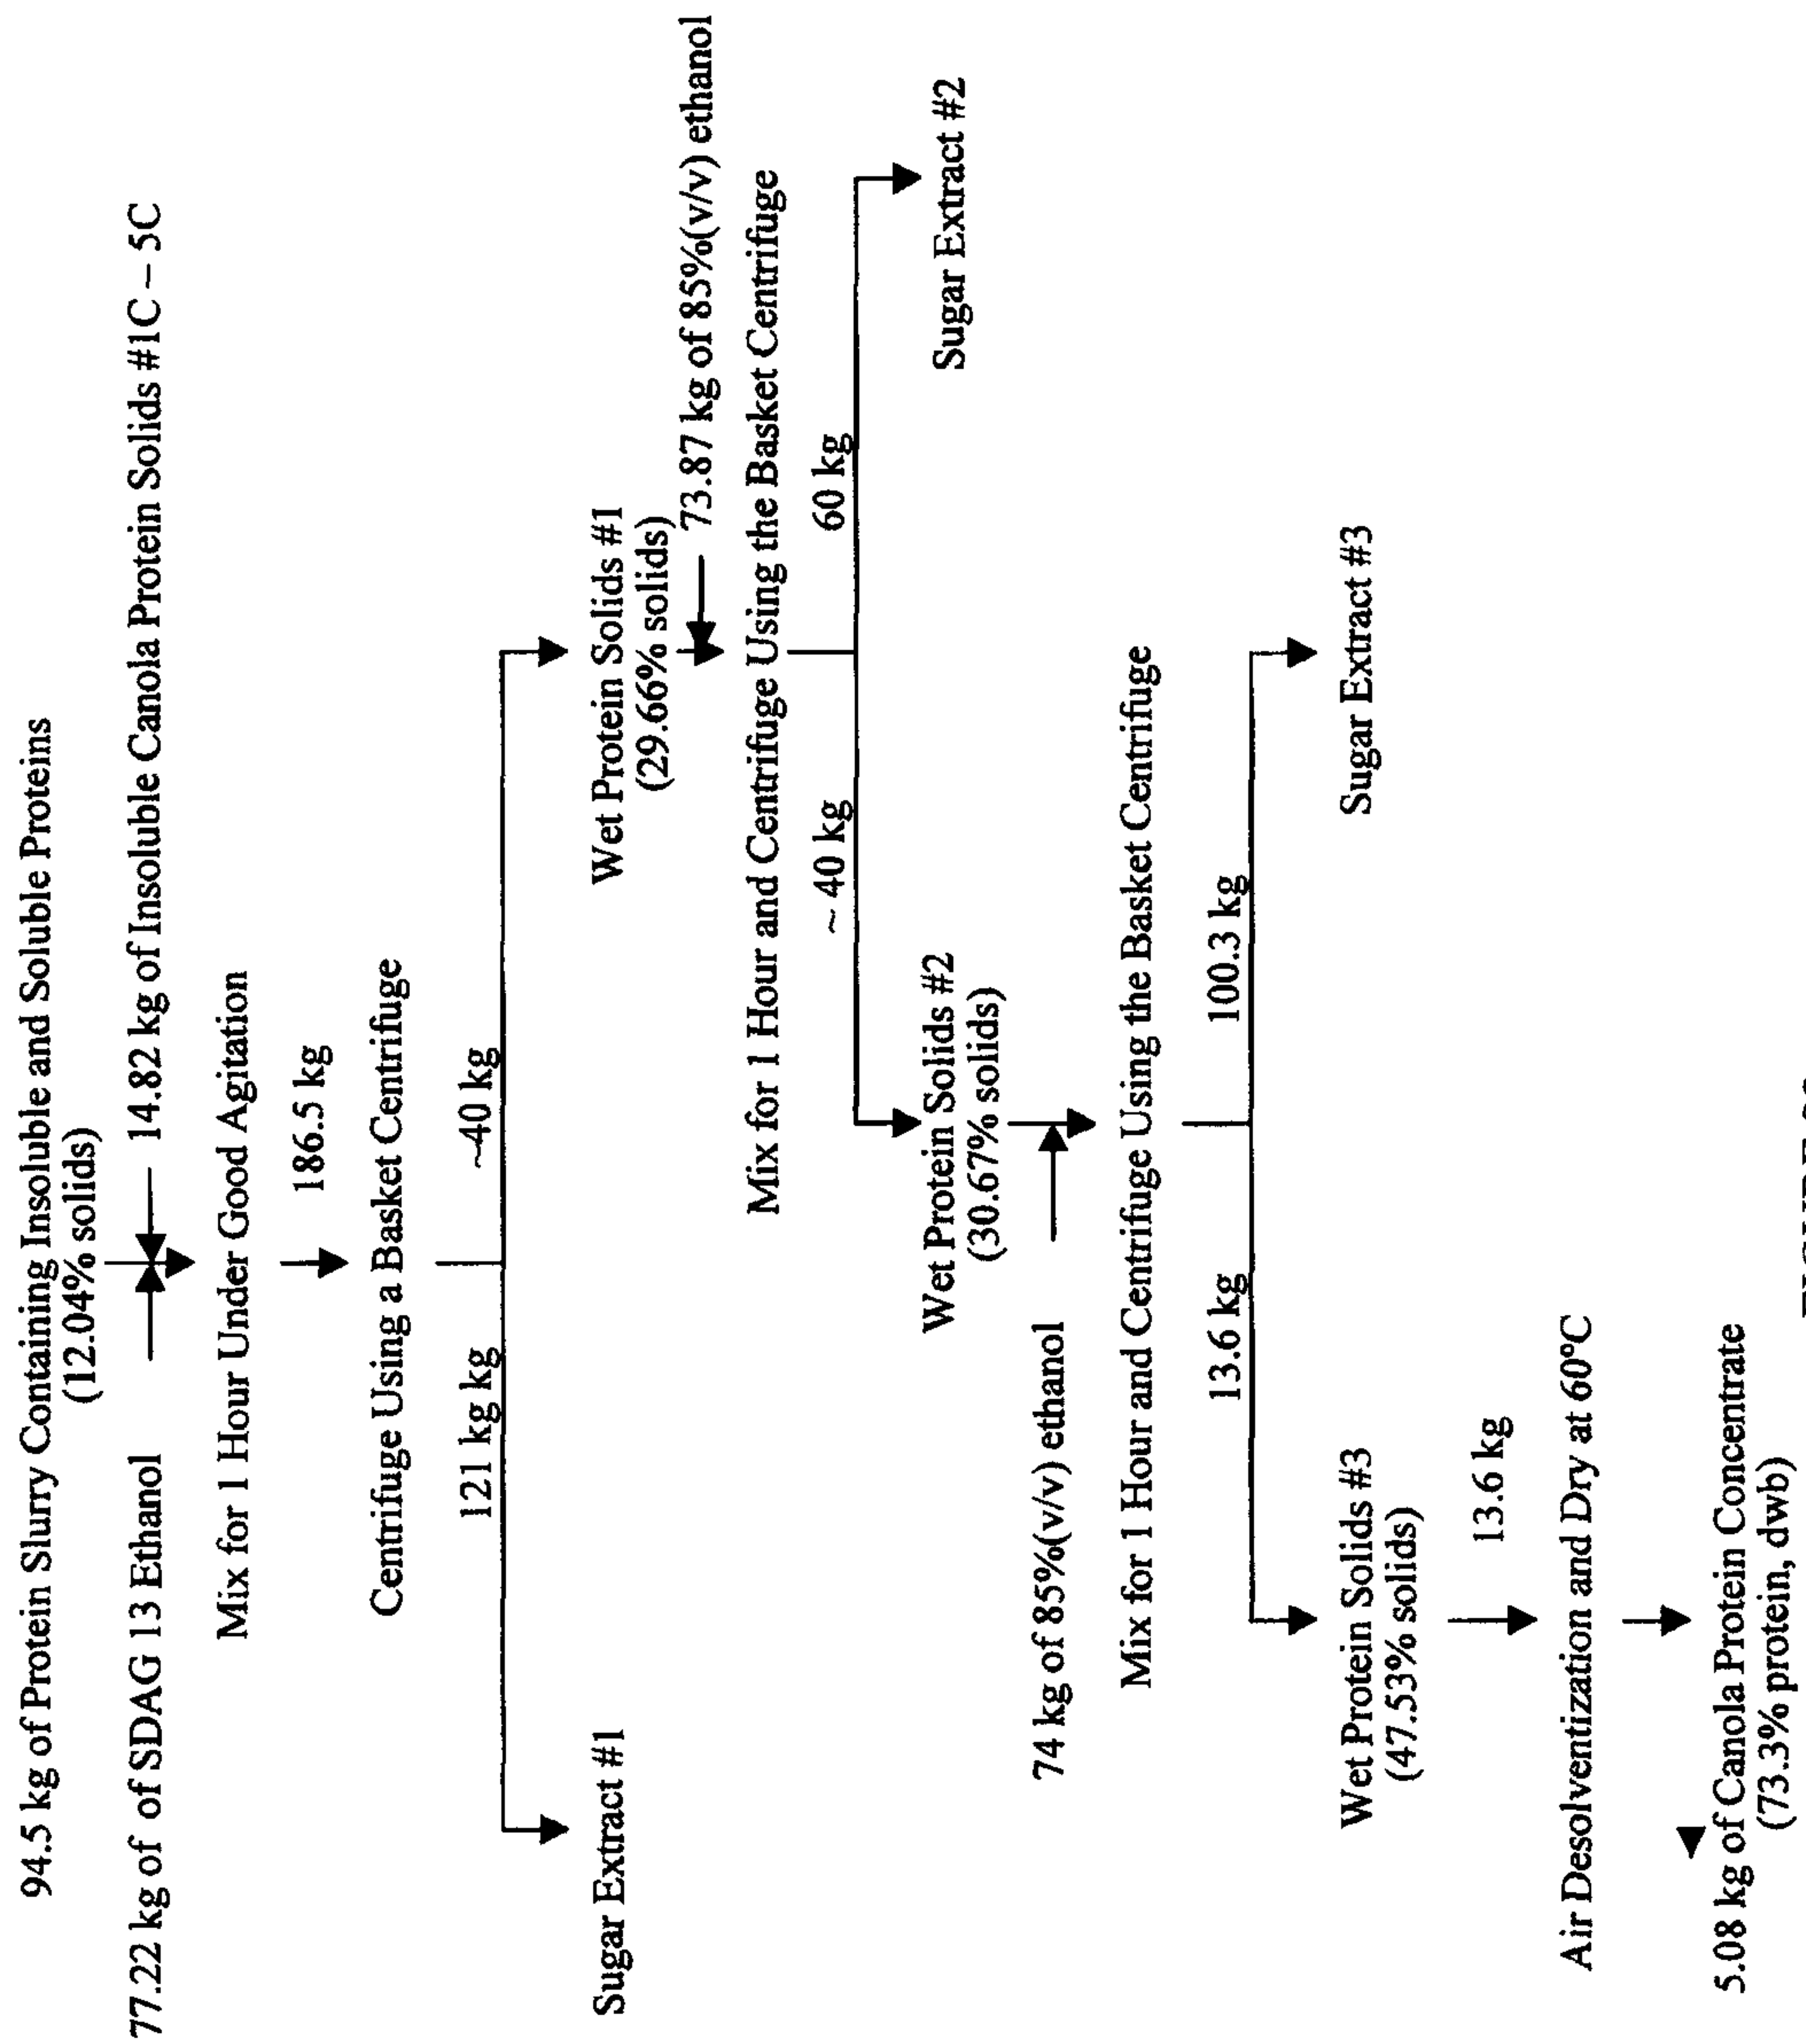 94.5 kg of Protein Slurry Containing Insoluble and Soluble Proteins
(12.04% solids)
77.22 kg of of SDAG 13 Ethanol
14.82 kg of Insoluble Canola Protein Solids #1C – 5C
Mix for 1 Hour Under Good Agitation
186.5 kg
Centrifuge Using a Basket Centrifuge
121 kg kg
~40 kg
Sugar Extract #1
Wet Protein Solids #1
(29.66% solids)
73.87 kg of 85%(v/v) ethanol
Mix for 1 Hour and Centrifuge Using the Basket Centrifuge
~ 40 kg
60 kg
Wet Protein Solids #2
(30.67% solids)
Sugar Extract #2
74 kg of 85%(v/v) ethanol
Mix for 1 Hour and Centrifuge Using the Basket Centrifuge
13.6 kg
100.3 kg
Wet Protein Solids #3
(47.53% solids)
Sugar Extract #3
13.6 kg
Air Desolventization and Dry at 60°C
5.08 kg of Canola Protein Concentrate
(73.3% protein, dwb)